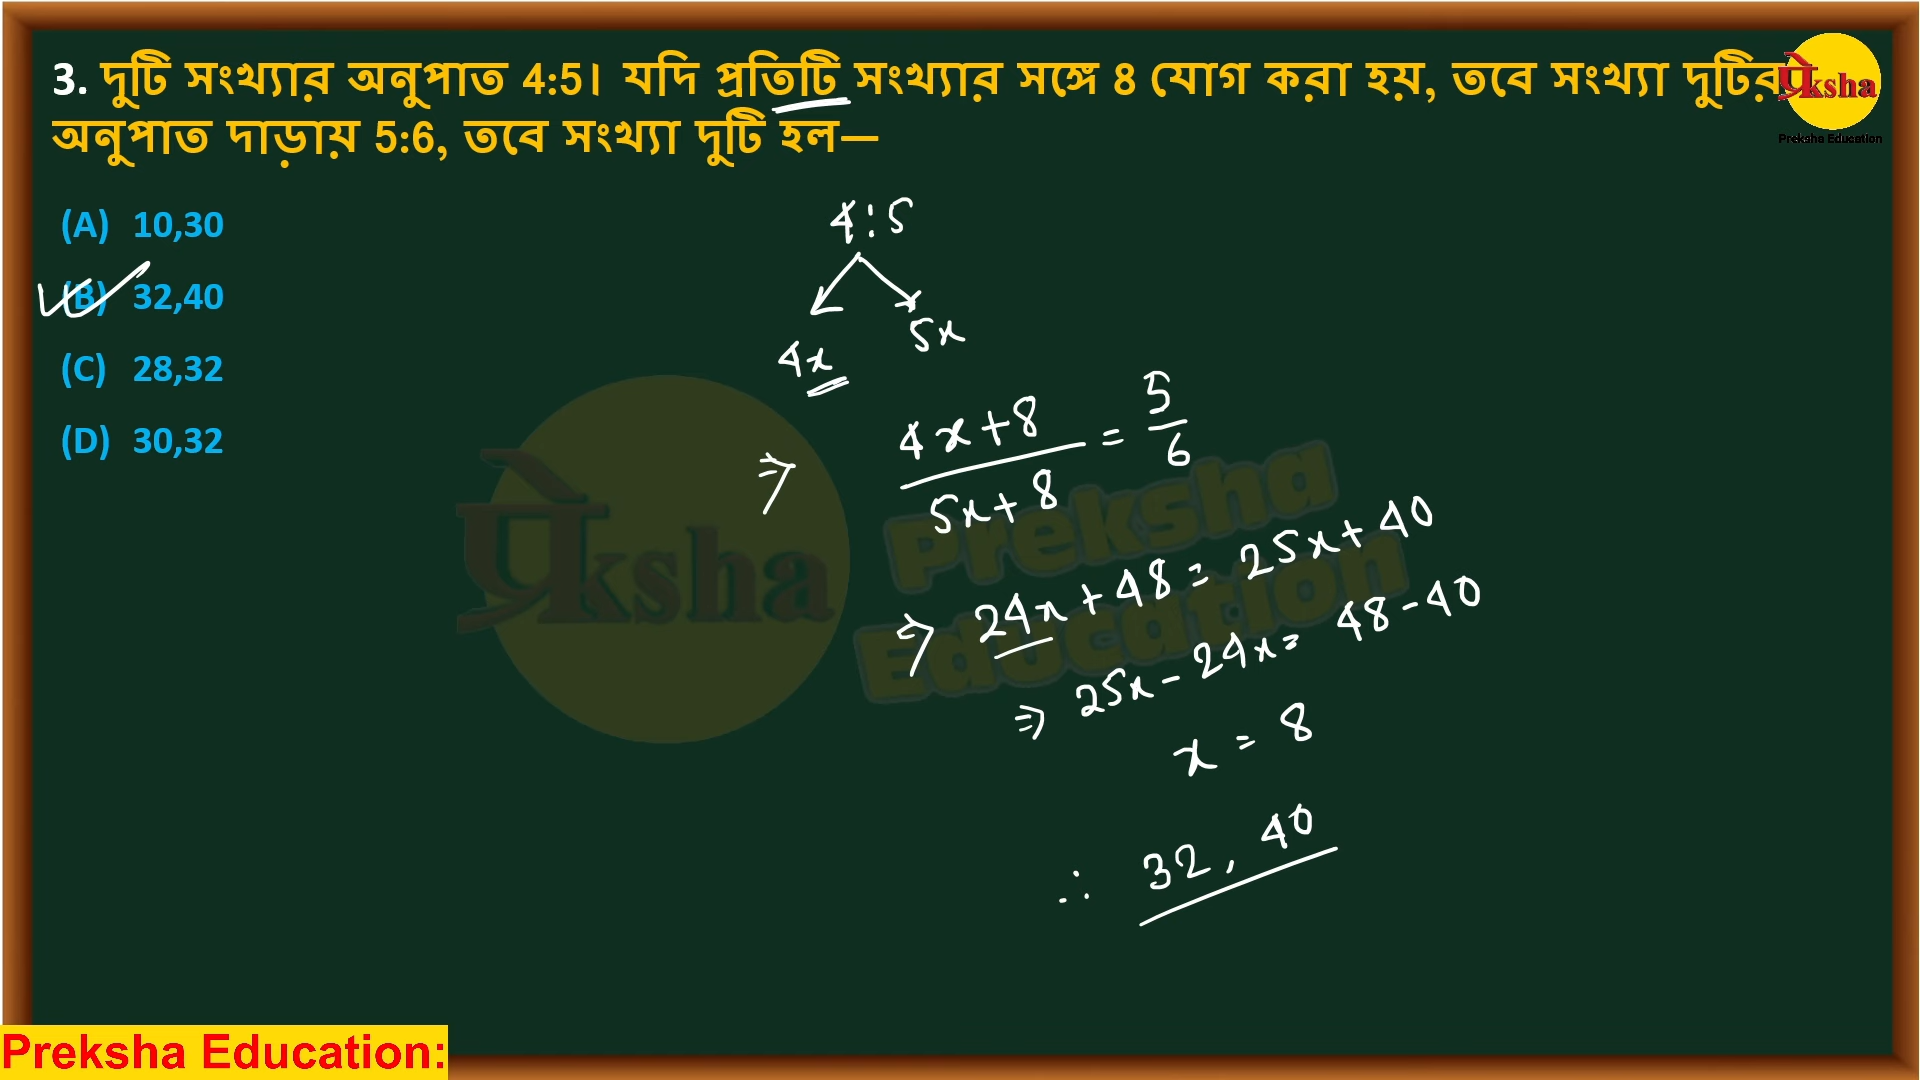 3. দুটি সংখ্যার অনুপাত 4:5। যদি প্রতিটি সংখ্যার সঙ্গে 8 যোগ করা হয়, তবে সংখ্যা দুটির
অনুপাত দাড়ায় 5:6, তবে সংখ্যা দুটি হল—
(A) 10,30
(B) 32,40
(C) 28,32
(D) 30,32
4:5
4x 5x
⇒ (4x+8)/(5x+8) = 5/6
⇒ 24x+48=25x+40
⇒ 25x-24x=48-40
x = 8
∴ 32, 40
प्रेksha
Preksha Education
प्रेksha
Preksha
Education
Preksha Education: